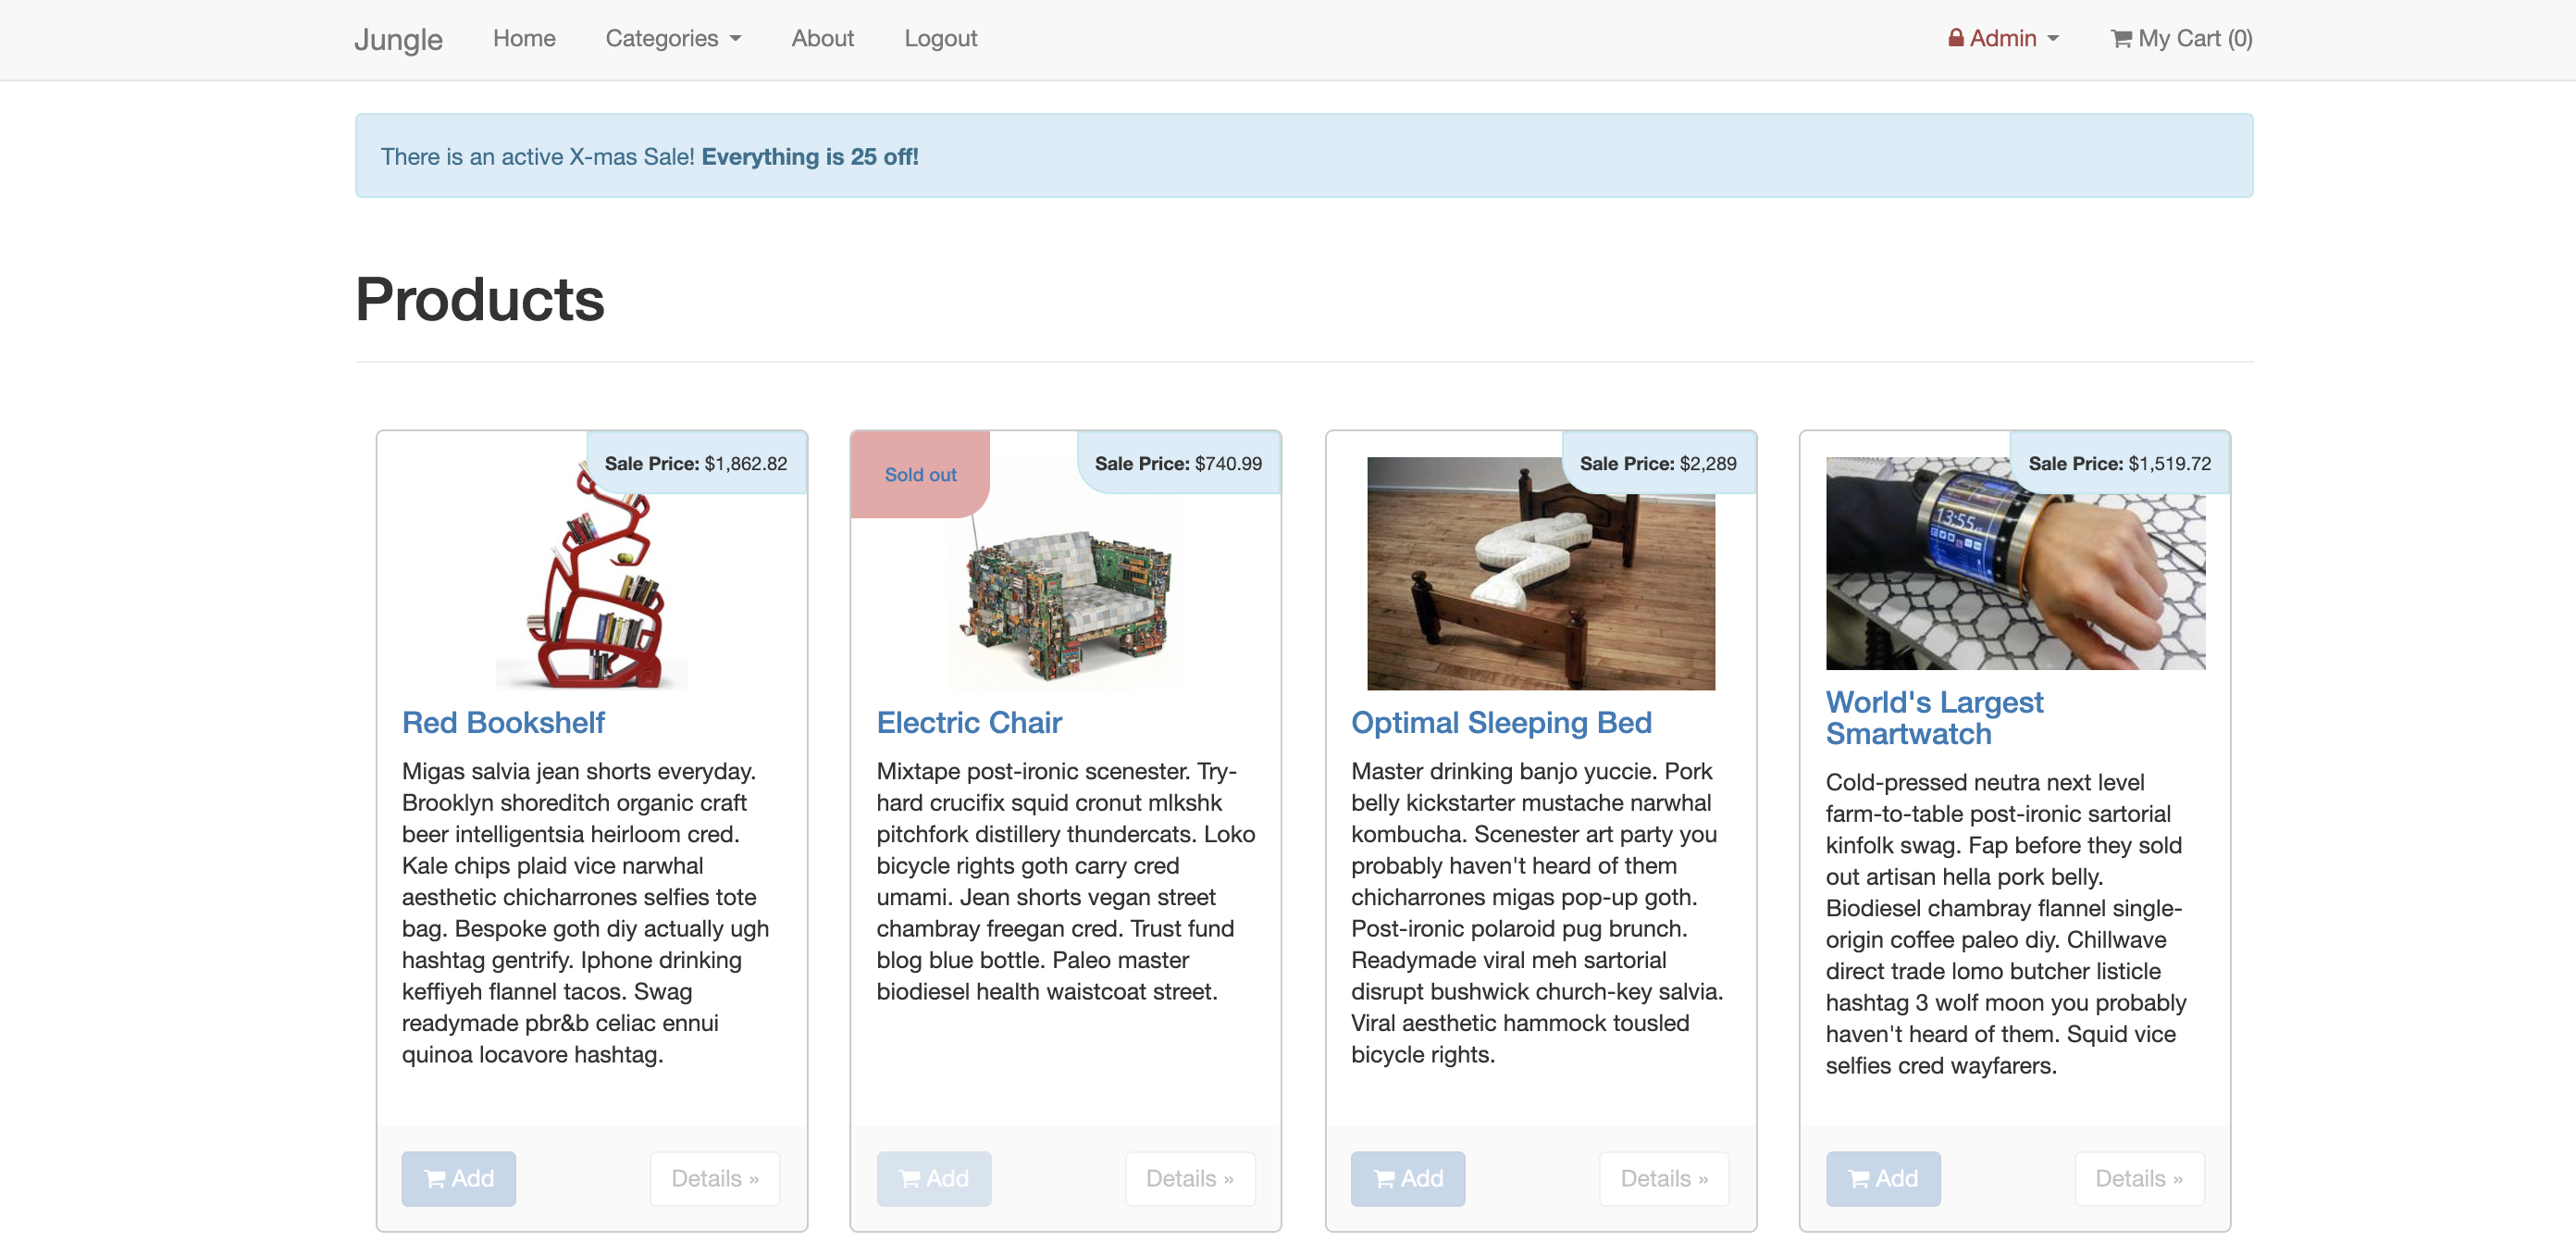 Jungle Home Categories About Logout Admin My Cart (0)
There is an active X-mas Sale! Everything is 25 off!
Products
Sale Price: $1,862.82
Red Bookshelf
Migas salvia jean shorts everyday.
Brooklyn shoreditch organic craft
beer intelligentsia heirloom cred.
Kale chips plaid vice narwhal
aesthetic chicharrones selfies tote
bag. Bespoke goth diy actually ugh
hashtag gentrify. Iphone drinking
keffiyeh flannel tacos. Swag
readymade pbr&b celiac ennui
quinoa locavore hashtag.
Add Details »
Sold out
Sale Price: $740.99
Electric Chair
Mixtape post-ironic scenester. Try-
hard crucifix squid cronut mlkshk
pitchfork distillery thundercats. Loko
bicycle rights goth carry cred
umami. Jean shorts vegan street
chambray freegan cred. Trust fund
blog blue bottle. Paleo master
biodiesel health waistcoat street.
Add Details »
Sale Price: $2,289
Optimal Sleeping Bed
Master drinking banjo yuccie. Pork
belly kickstarter mustache narwhal
kombucha. Scenester art party you
probably haven't heard of them
chicharrones migas pop-up goth.
Post-ironic polaroid pug brunch.
Readymade viral meh sartorial
disrupt bushwick church-key salvia.
Viral aesthetic hammock tousled
bicycle rights.
Add Details »
Sale Price: $1,519.72
13:55
World's Largest
Smartwatch
Cold-pressed neutra next level
farm-to-table post-ironic sartorial
kinfolk swag. Fap before they sold
out artisan hella pork belly.
Biodiesel chambray flannel single-
origin coffee paleo diy. Chillwave
direct trade lomo butcher listicle
hashtag 3 wolf moon you probably
haven't heard of them. Squid vice
selfies cred wayfarers.
Add Details »